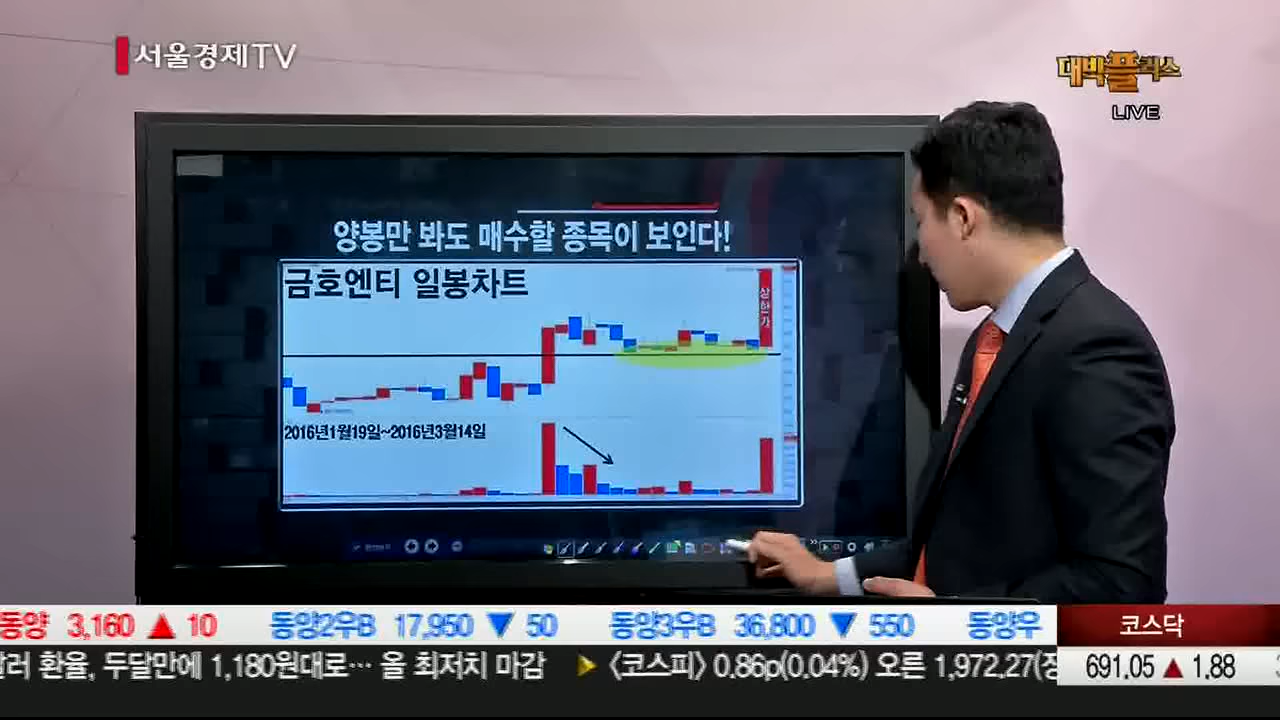 서울경제TV
대박플러스
LIVE
양봉만 봐도 매수할 종목이 보인다!
금호엔티 일봉차트
상한가
2016년1월19일~2016년3월14일
동양 3,160 ▲ 10 동양2우B 17,950 ▼ 50 동양3우B 36,800 ▼ 550 동양우
코스닥
달러 환율, 두달만에 1,180원대로… 올 최저치 마감 ▶ 〈코스피〉 0.86p(0.04%) 오른 1,972.27(장
691.05 ▲ 1.88